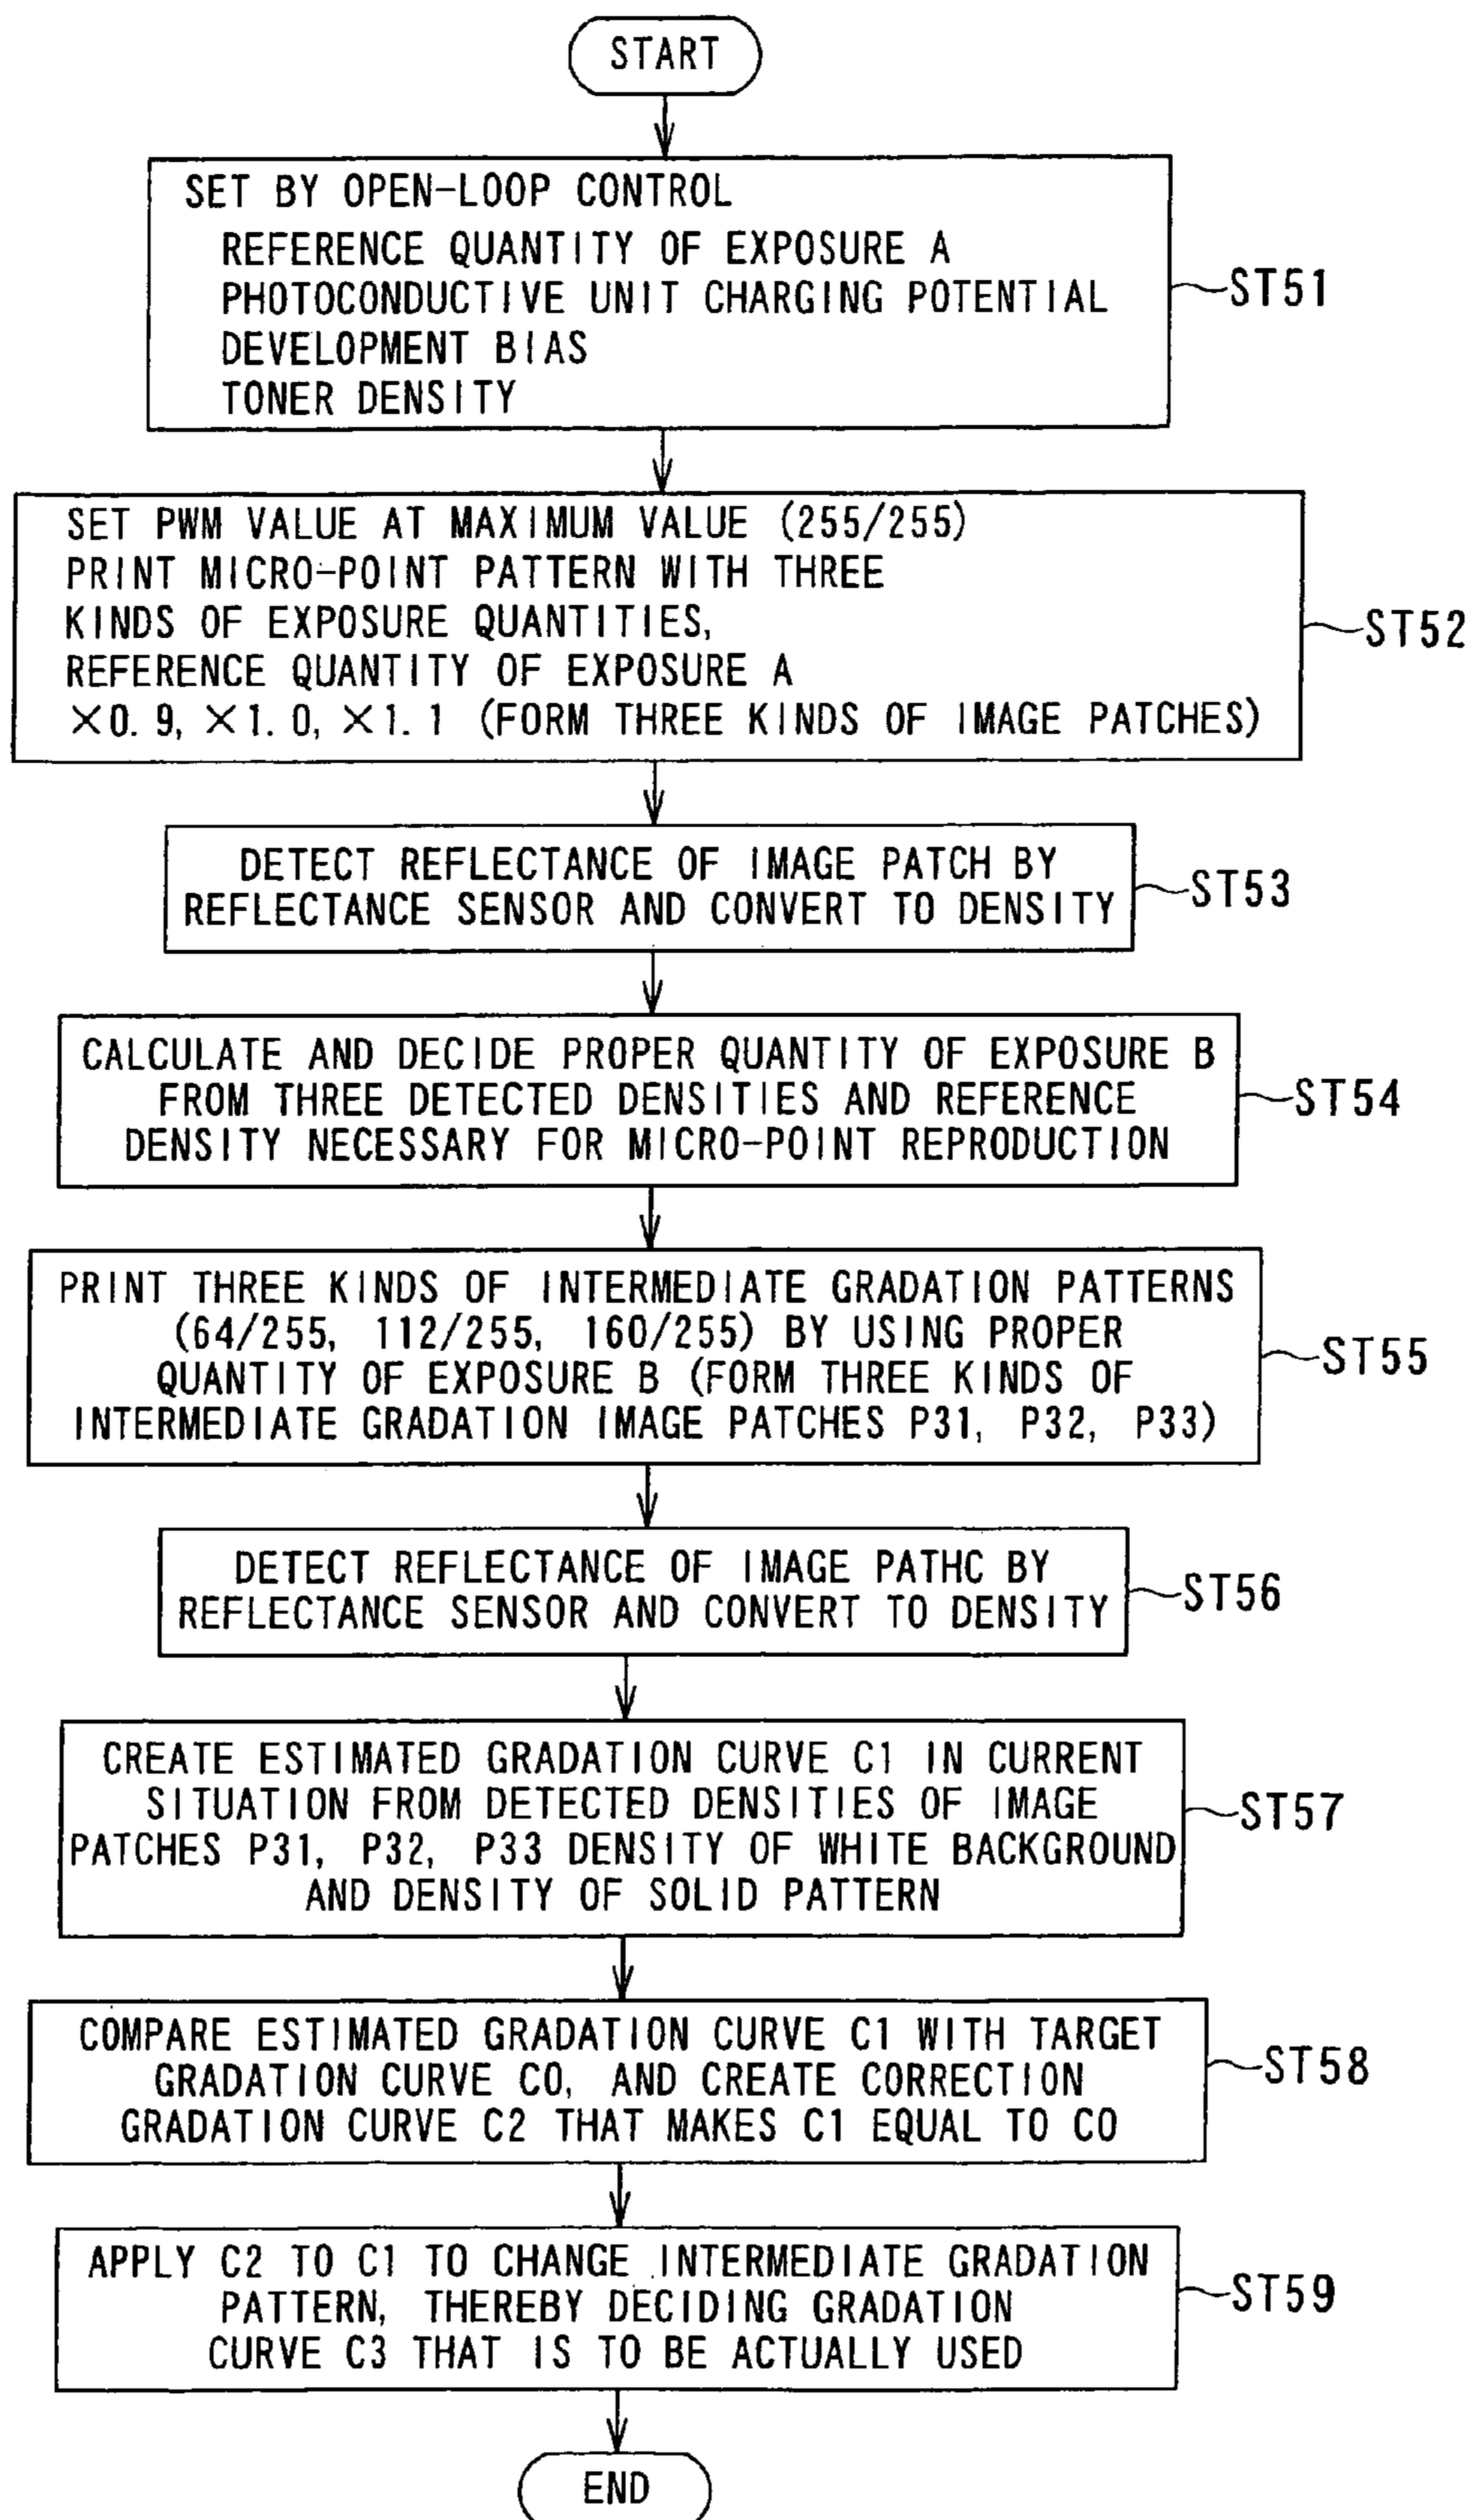 START
SET BY OPEN-LOOP CONTROL
REFERENCE QUANTITY OF EXPOSURE A
PHOTOCONDUCTIVE UNIT CHARGING POTENTIAL
DEVELOPMENT BIAS
TONER DENSITY
ST51
SET PWM VALUE AT MAXIMUM VALUE (255/255)
PRINT MICRO-POINT PATTERN WITH THREE
KINDS OF EXPOSURE QUANTITIES,
REFERENCE QUANTITY OF EXPOSURE A
×0.9, ×1.0, ×1.1 (FORM THREE KINDS OF IMAGE PATCHES)
ST52
DETECT REFLECTANCE OF IMAGE PATCH BY
REFLECTANCE SENSOR AND CONVERT TO DENSITY
ST53
CALCULATE AND DECIDE PROPER QUANTITY OF EXPOSURE B
FROM THREE DETECTED DENSITIES AND REFERENCE
DENSITY NECESSARY FOR MICRO-POINT REPRODUCTION
ST54
PRINT THREE KINDS OF INTERMEDIATE GRADATION PATTERNS
(64/255, 112/255, 160/255) BY USING PROPER
QUANTITY OF EXPOSURE B (FORM THREE KINDS OF
INTERMEDIATE GRADATION IMAGE PATCHES P31, P32, P33)
ST55
DETECT REFLECTANCE OF IMAGE PATHC BY
REFLECTANCE SENSOR AND CONVERT TO DENSITY
ST56
CREATE ESTIMATED GRADATION CURVE C1 IN CURRENT
SITUATION FROM DETECTED DENSITIES OF IMAGE
PATCHES P31, P32, P33 DENSITY OF WHITE BACKGROUND
AND DENSITY OF SOLID PATTERN
ST57
COMPARE ESTIMATED GRADATION CURVE C1 WITH TARGET
GRADATION CURVE C0, AND CREATE CORRECTION
GRADATION CURVE C2 THAT MAKES C1 EQUAL TO C0
ST58
APPLY C2 TO C1 TO CHANGE INTERMEDIATE GRADATION
PATTERN, THEREBY DECIDING GRADATION
CURVE C3 THAT IS TO BE ACTUALLY USED
ST59
END